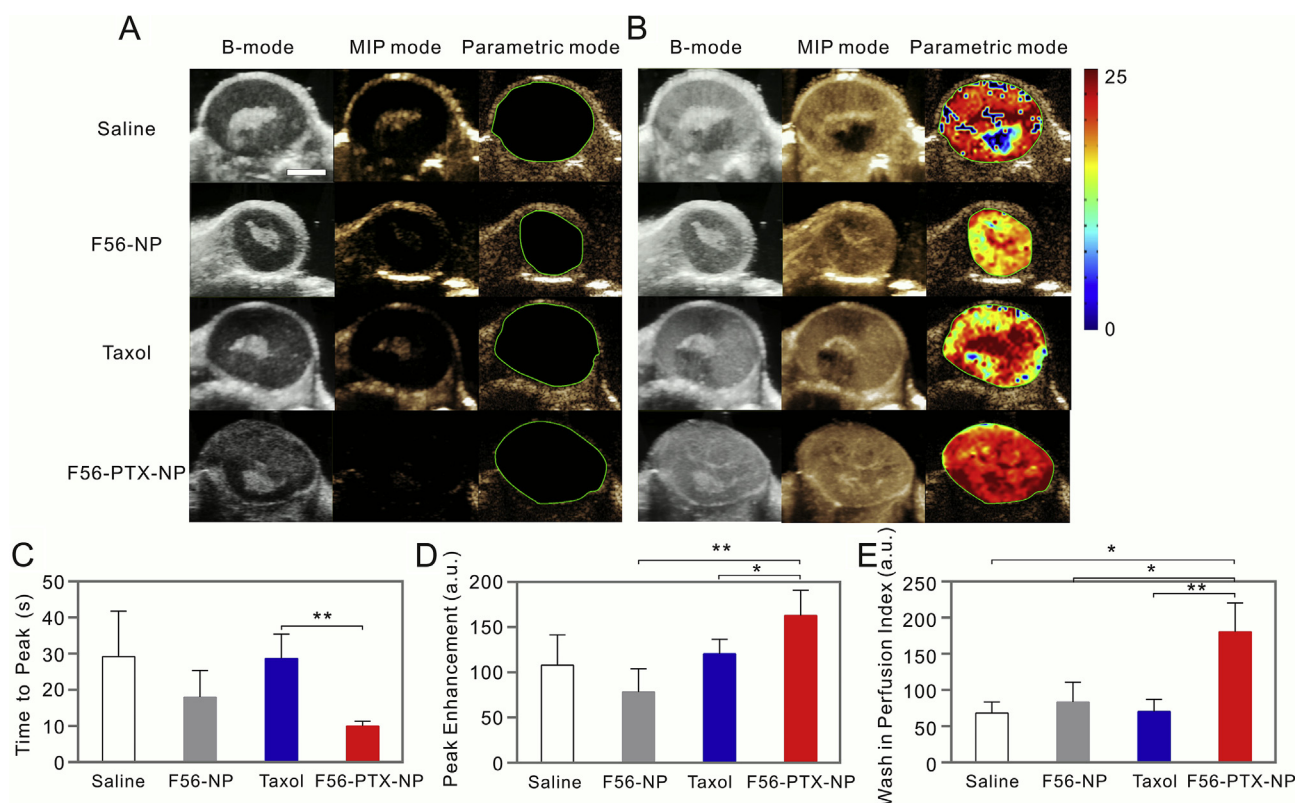 A
B
B-mode MIP mode Parametric mode
B-mode MIP mode Parametric mode
Saline
F56-NP
Taxol
F56-PTX-NP
25
0
C
Time to Peak (s)
50
40
30
20
10
0
**
Saline F56-NP Taxol F56-PTX-NP
D
Peak Enhancement (a.u.)
200
150
100
50
0
**
*
Saline F56-NP Taxol F56-PTX-NP
E
Wash in Perfusion Index (a.u.)
250
200
150
100
50
0
*
*
**
Saline F56-NP Taxol F56-PTX-NP